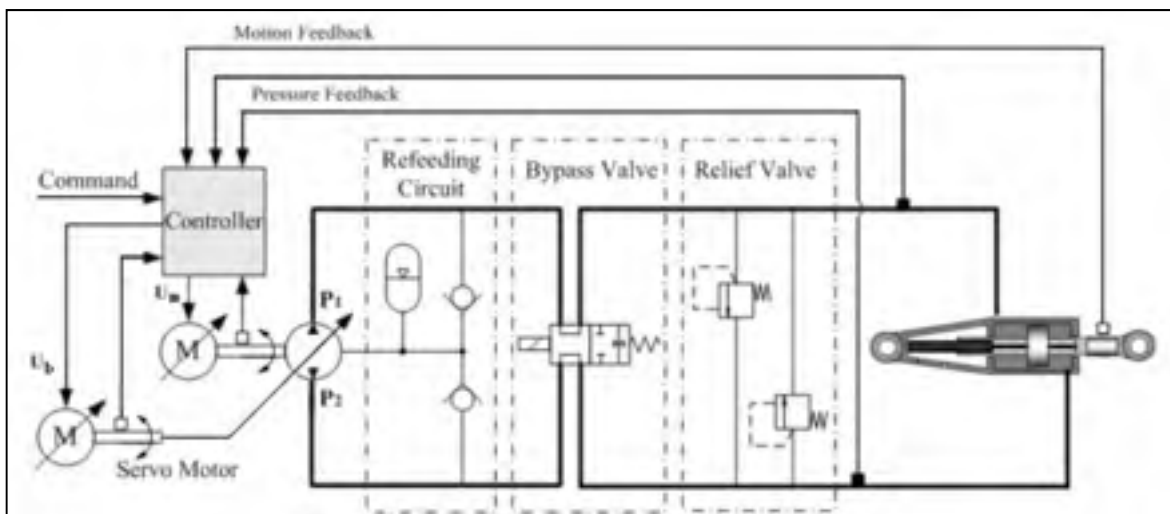 Motion Feedback
Pressure Feedback
Refeeding
Circuit
Bypass Valve
Relief Valve
Command
Controller
Um
P1
M
Ub
P2
M
Servo Motor